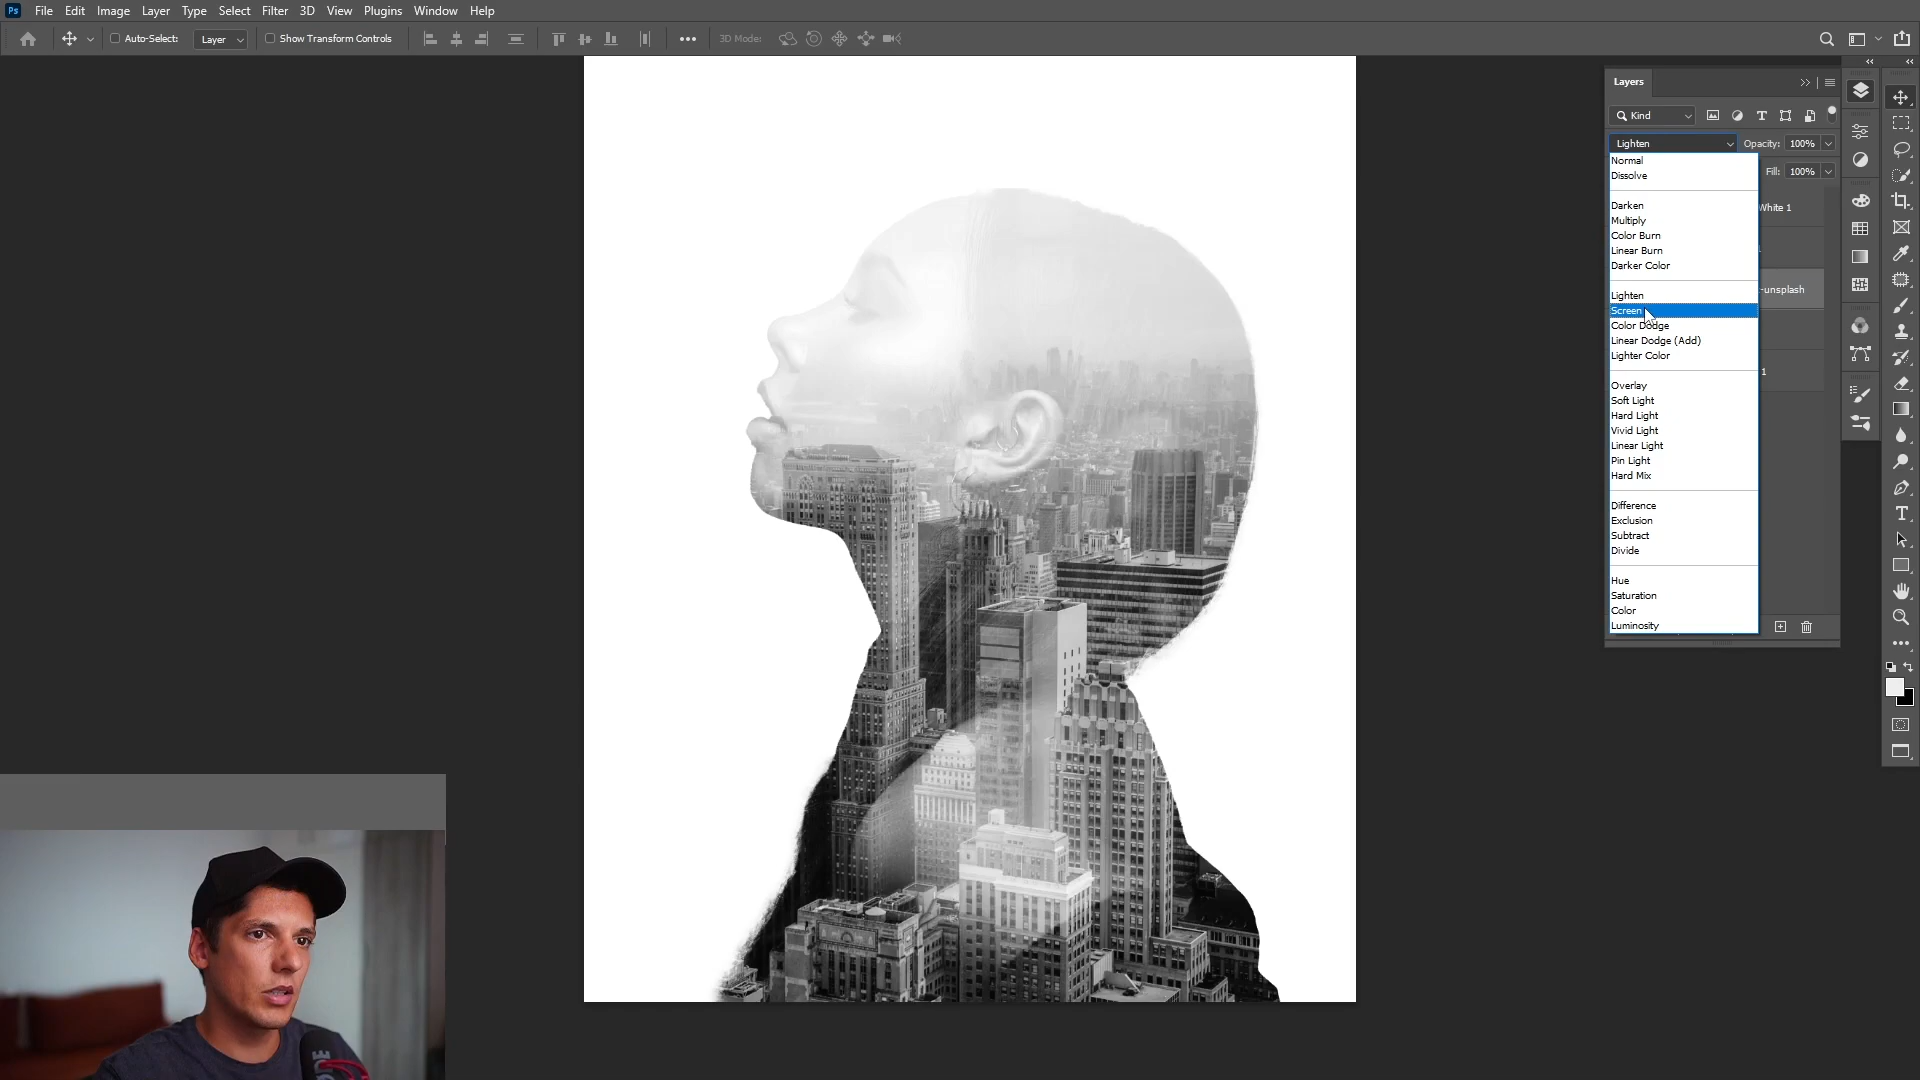 Ps File Edit Image Layer Type Select Filter 3D View Plugins Window Help
Auto-Select: Layer Show Transform Controls 3D Mode:
Layers
Kind
Lighten Opacity: 100%
Normal
Fill: 100%
Dissolve
Darken
White 1
Multiply
Color Burn
Linear Burn
Darker Color
-unsplash
Lighten
Screen
Color Dodge
Linear Dodge (Add)
Lighter Color
1
Overlay
Soft Light
Hard Light
Vivid Light
Linear Light
Pin Light
Hard Mix
Difference
Exclusion
Subtract
Divide
Hue
Saturation
Color
Luminosity